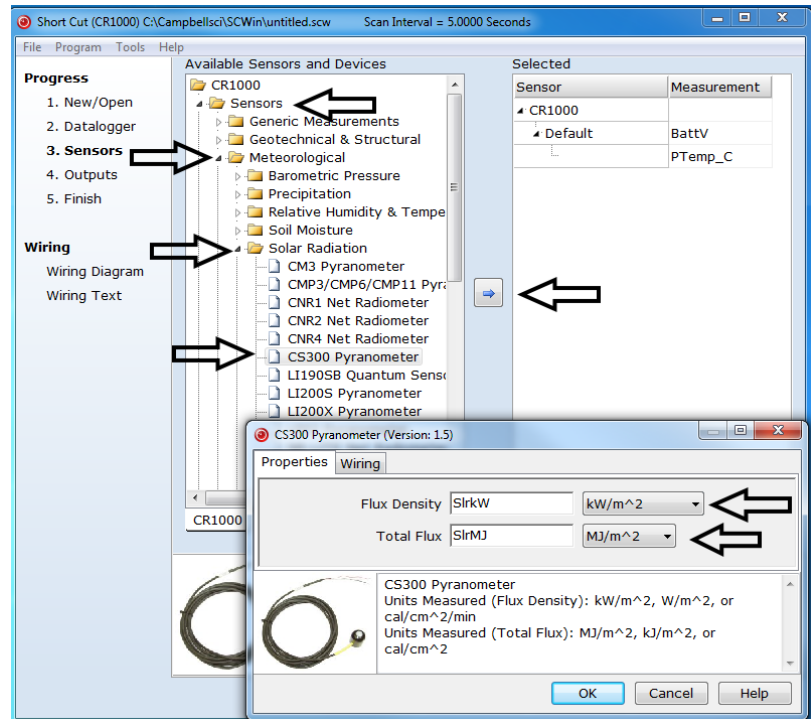 Short Cut (CR1000) C:\Campbellsci\SCWin\untitled.scw Scan Interval = 5.0000 Seconds
File Program Tools Help
Progress
1. New/Open
2. Datalogger
3. Sensors
4. Outputs
5. Finish
Wiring
Wiring Diagram
Wiring Text
Available Sensors and Devices
CR1000
Sensors
Generic Measurements
Geotechnical & Structural
Meteorological
Barometric Pressure
Precipitation
Relative Humidity & Tempe
Soil Moisture
Solar Radiation
CM3 Pyranometer
CMP3/CMP6/CMP11 Pyra
CNR1 Net Radiometer
CNR2 Net Radiometer
CNR4 Net Radiometer
CS300 Pyranometer
LI190SB Quantum Senso
LI200S Pyranometer
LI200X Pyranometer
CR1000
Selected
Sensor Measurement
CR1000
Default BattV
PTemp_C
CS300 Pyranometer (Version: 1.5)
Properties Wiring
Flux Density SlrkW kW/m^2
Total Flux SlrMJ MJ/m^2
CS300 Pyranometer
Units Measured (Flux Density): kW/m^2, W/m^2, or
cal/cm^2/min
Units Measured (Total Flux): MJ/m^2, kJ/m^2, or
cal/cm^2
OK Cancel Help